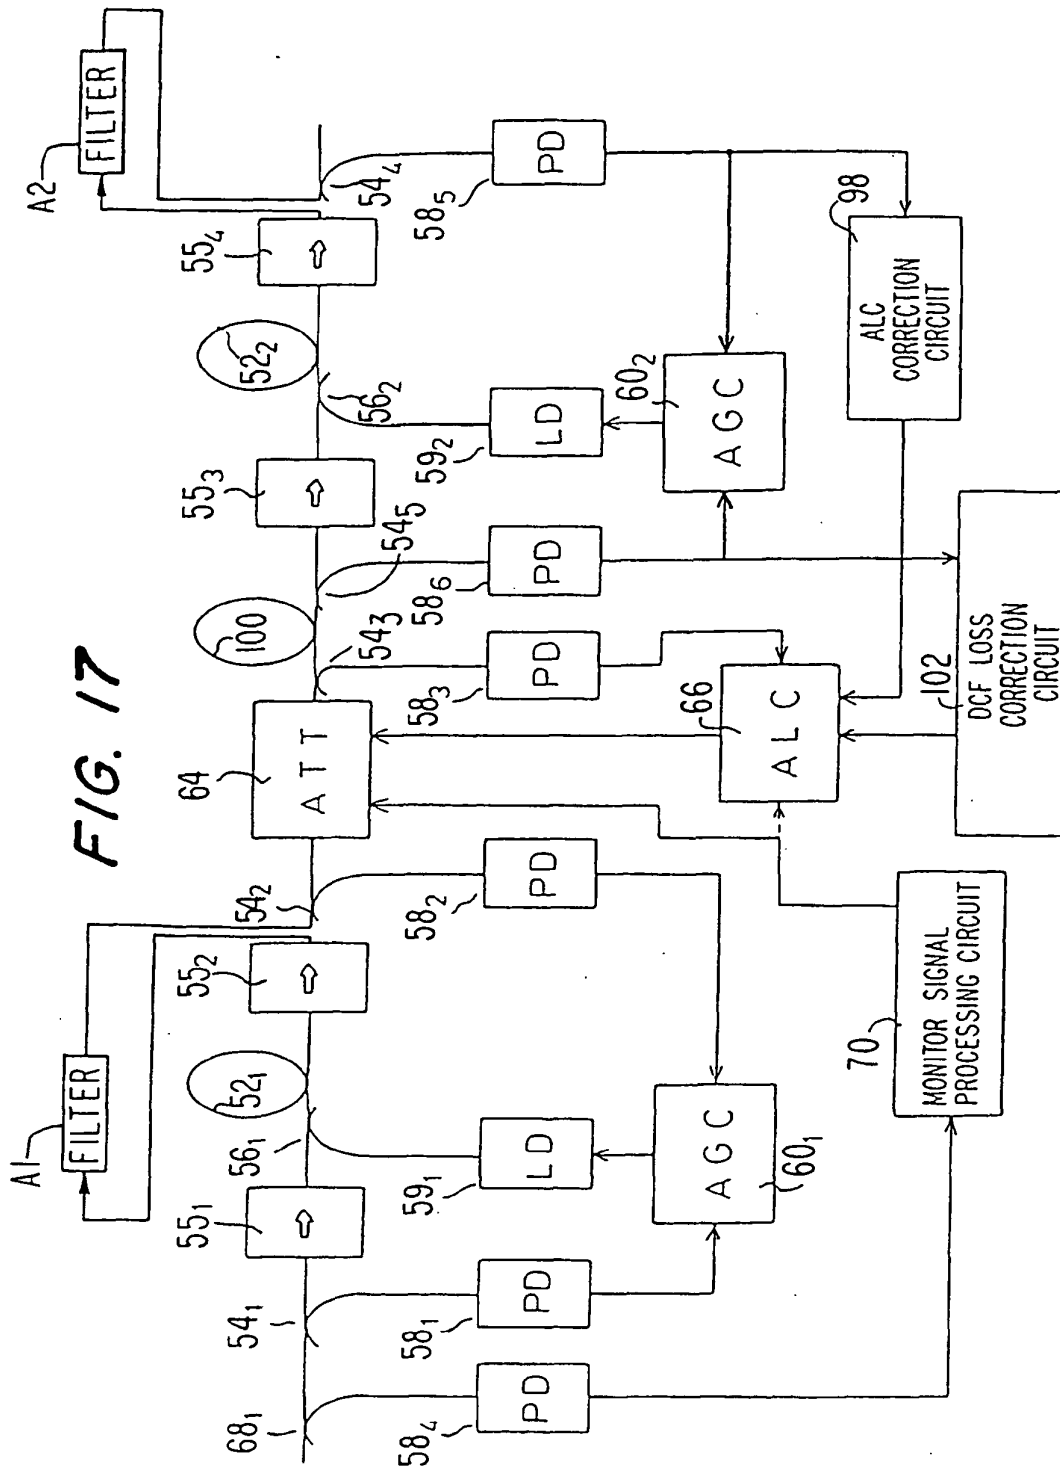 FIG. 17
A1
FILTER
A2
FILTER
68₁
54₁
55₁
56₁
52₁
55₂
54₂
64
ATT
54₃
100
54₅
55₃
56₂
52₂
55₄
54₄
58₄
PD
58₁
PD
59₁
LD
58₂
PD
58₃
PD
58₆
PD
59₂
LD
58₅
PD
AGC
60₁
66
ALC
AGC
60₂
98
ALC
CORRECTION
CIRCUIT
70
MONITOR SIGNAL
PROCESSING CIRCUIT
102
DCF LOSS
CORRECTION
CIRCUIT